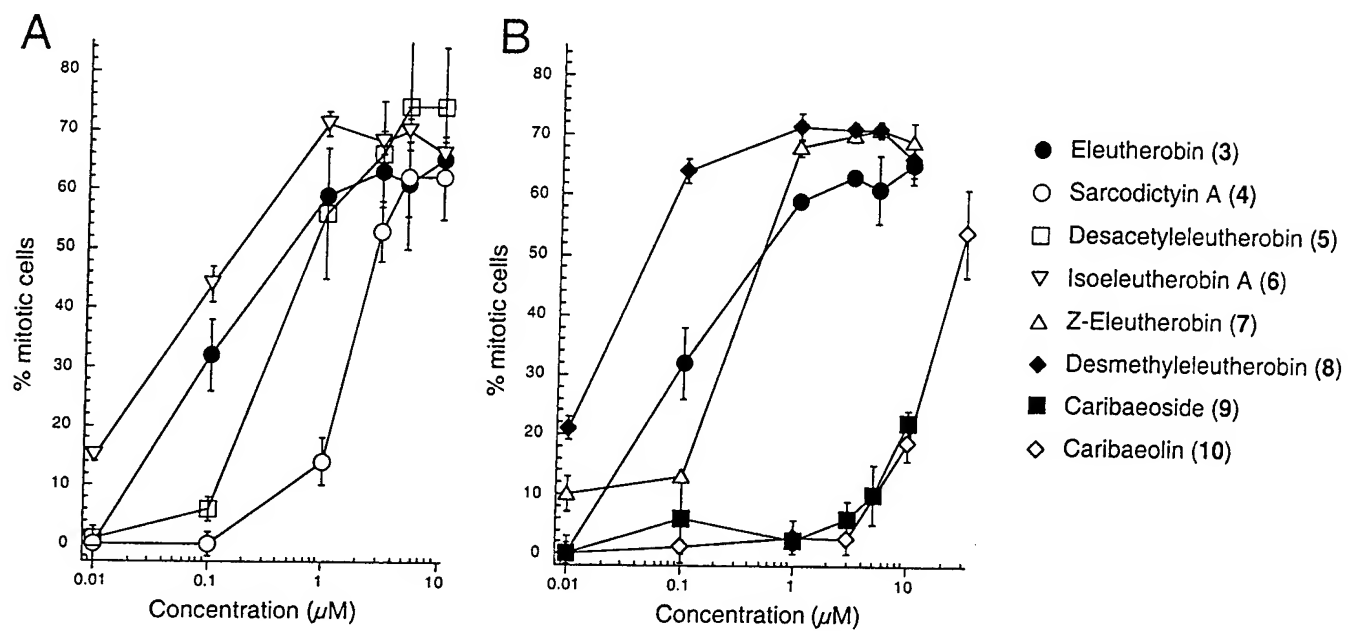 A
80
70
60
50
40
30
20
10
0
% mitotic cells
0.01 0.1 1 10
Concentration (µM)
B
80
70
60
50
40
30
20
10
0
% mitotic cells
0.01 0.1 1 10
Concentration (µM)
Eleutherobin (3)
Sarcodictyin A (4)
Desacetyleleutherobin (5)
Isoeleutherobin A (6)
Z-Eleutherobin (7)
Desmethyleleutherobin (8)
Caribaeoside (9)
Caribaeolin (10)